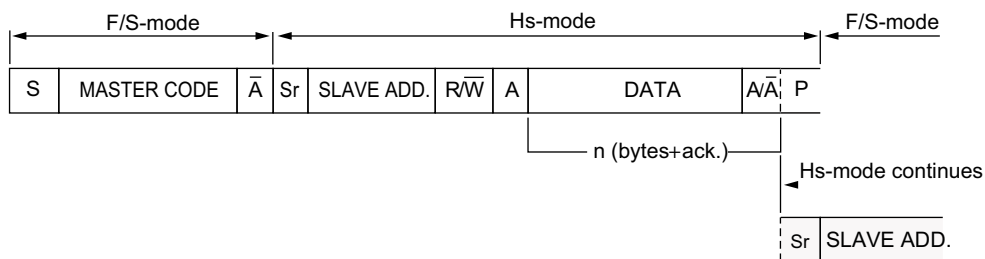 F/S-mode Hs-mode F/S-mode
S MASTER CODE A̅ Sr SLAVE ADD. R/W̅ A DATA A/A̅ P
n (bytes+ack.)
Hs-mode continues
Sr SLAVE ADD.